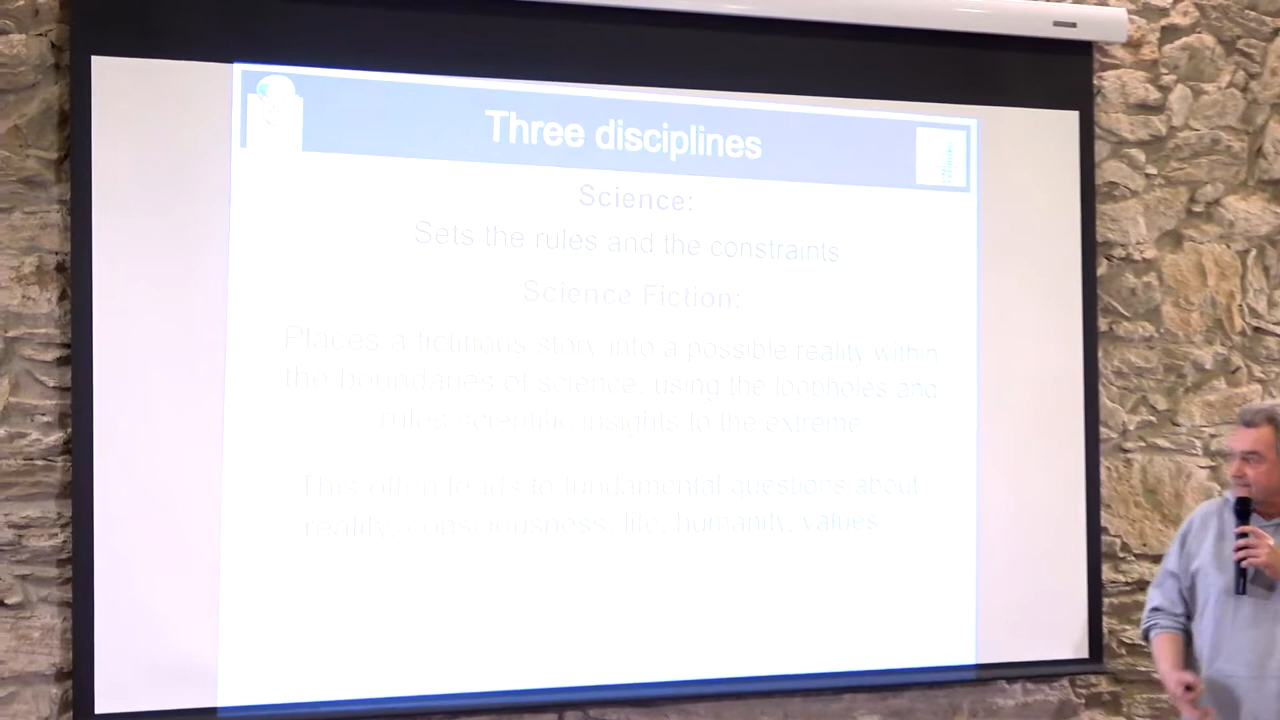 Three disciplines
Science:
Sets the rules and the constraints
Science Fiction:
Places a fictitious story into a possible reality within
the boundaries of science, using the loopholes and
rules scientific insights to the extreme
This often leads to fundamental questions about
reality, consciousness, life, humanity, values